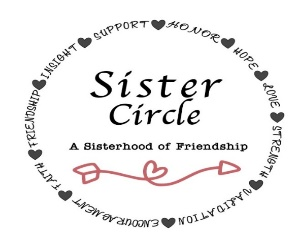 SUPPORT HONOR HOPE LOVE STRENGTH VALIDATION ENCOURAGEMENT FAITH FRIENDSHIP INSIGHT
Sister
Circle
A Sisterhood of Friendship